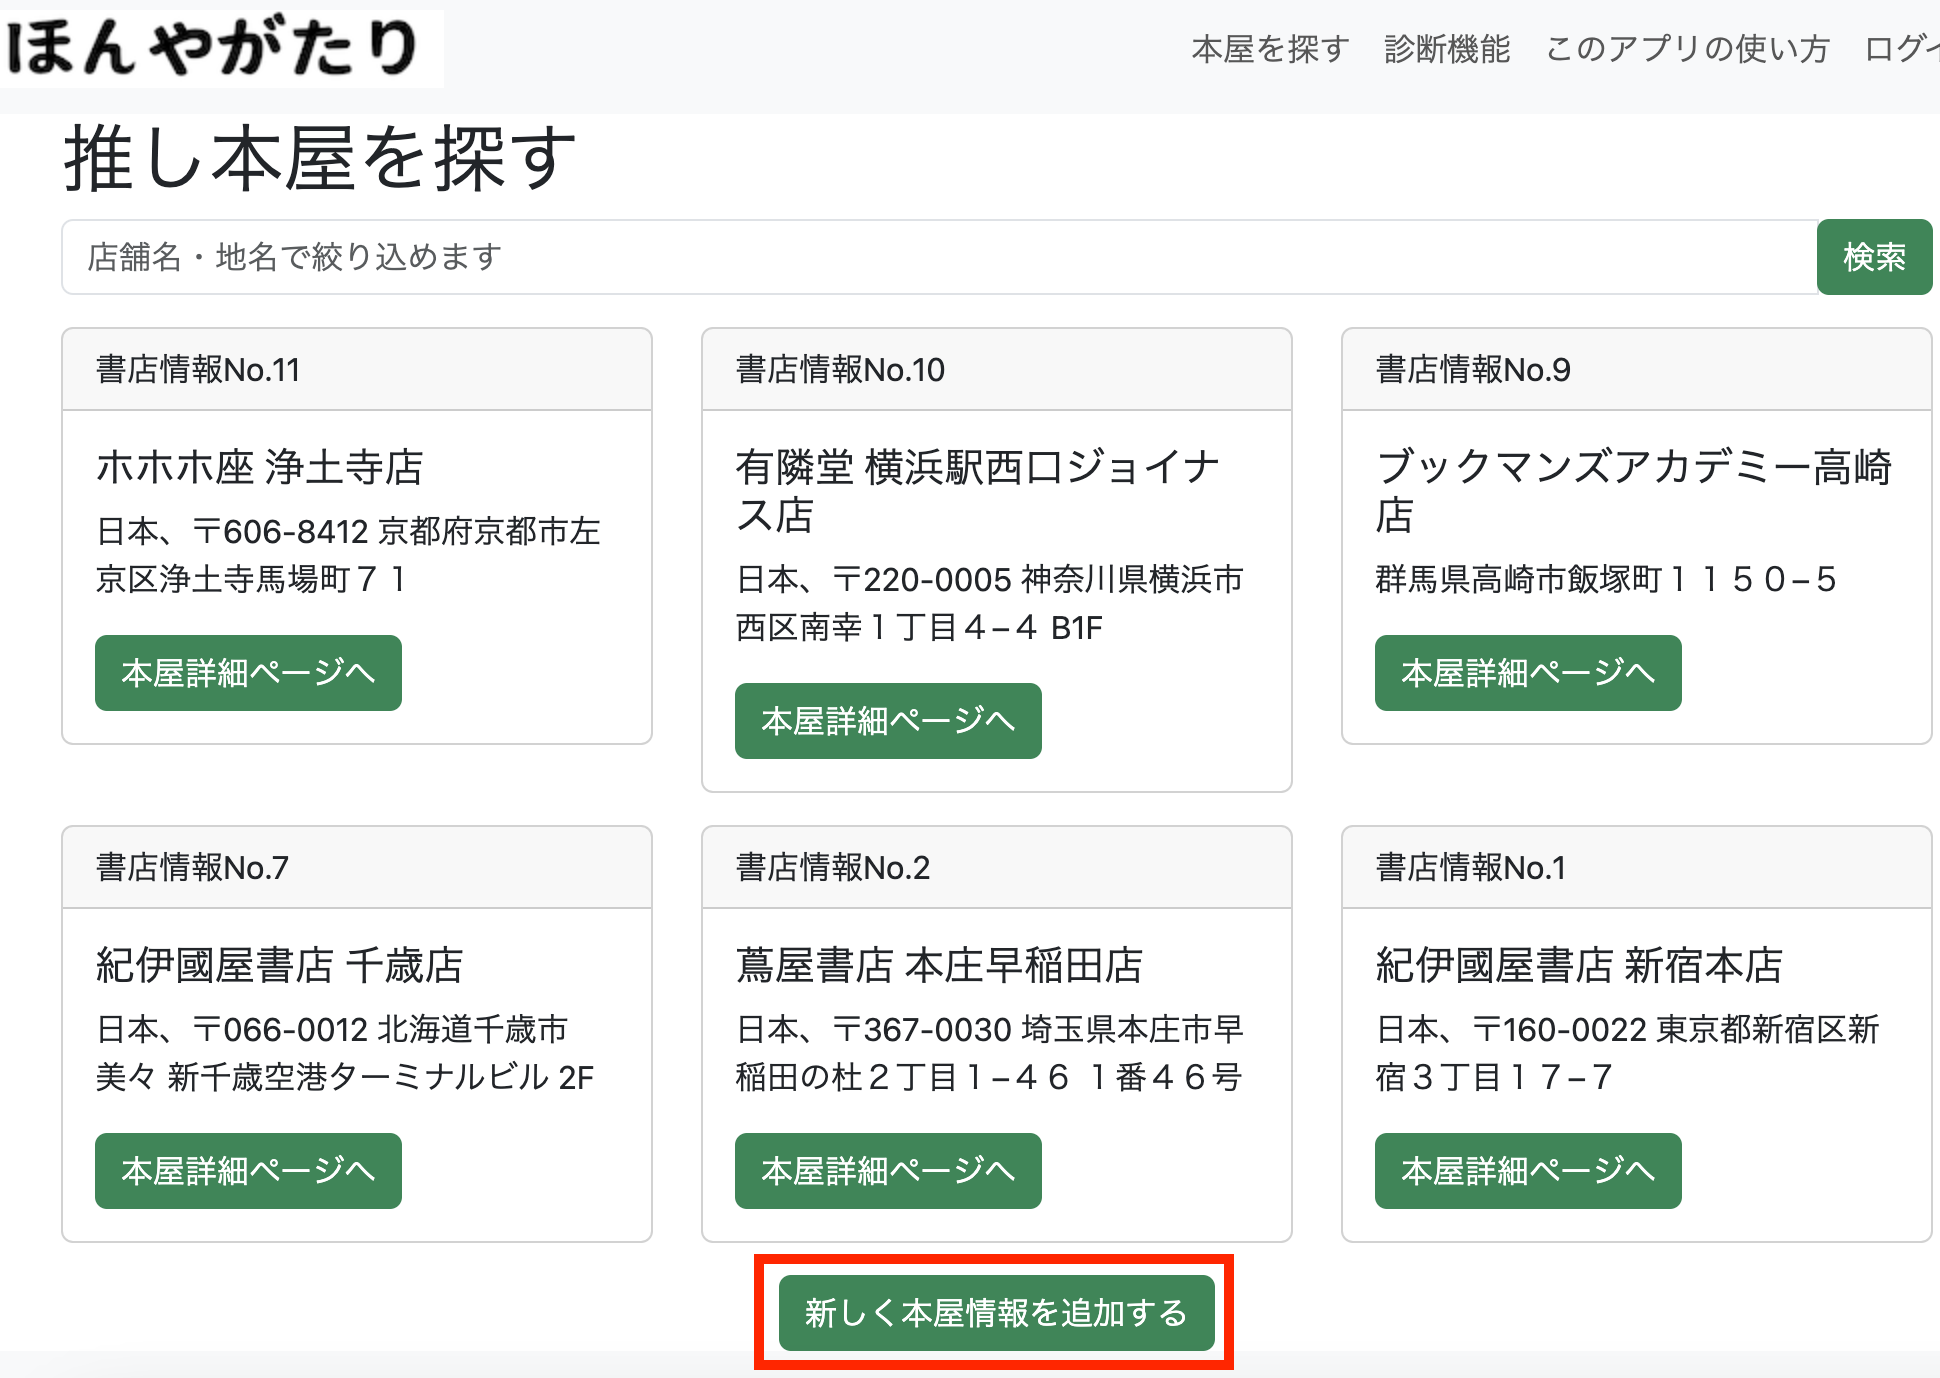 ほんやがたり
本屋を探す 診断機能 このアプリの使い方 ログイ
推し本屋を探す
店舗名・地名で絞り込めます
検索
書店情報No.11
ホホホ座 浄土寺店
日本、〒606-8412 京都府京都市左
京区浄土寺馬場町７１
本屋詳細ページへ
書店情報No.10
有隣堂 横浜駅西口ジョイナ
ス店
日本、〒220-0005 神奈川県横浜市
西区南幸１丁目４−４ B1F
本屋詳細ページへ
書店情報No.9
ブックマンズアカデミー高崎
店
群馬県高崎市飯塚町１１５０−５
本屋詳細ページへ
書店情報No.7
紀伊國屋書店 千歳店
日本、〒066-0012 北海道千歳市
美々 新千歳空港ターミナルビル 2F
本屋詳細ページへ
書店情報No.2
蔦屋書店 本庄早稲田店
日本、〒367-0030 埼玉県本庄市早
稲田の杜２丁目１−４６ １番４６号
本屋詳細ページへ
書店情報No.1
紀伊國屋書店 新宿本店
日本、〒160-0022 東京都新宿区新
宿３丁目１７−７
本屋詳細ページへ
新しく本屋情報を追加する